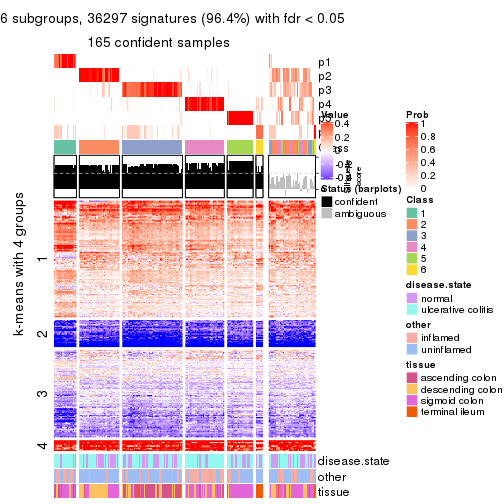 6 subgroups, 36297 signatures (96.4%) with fdr < 0.05
165 confident samples
p1
p2
p3
p4
k-means with 4 groups
1
2
3
4
disease.state
other
tissue
Value
0.4
0.2
Status (barplots)
confident
ambiguous
Prob
1
0.8
0.6
0.4
0.2
0
Class
1
2
3
4
5
6
disease.state
normal
ulcerative colitis
other
inflamed
uninflamed
tissue
ascending colon
descending colon
sigmoid colon
terminal ileum